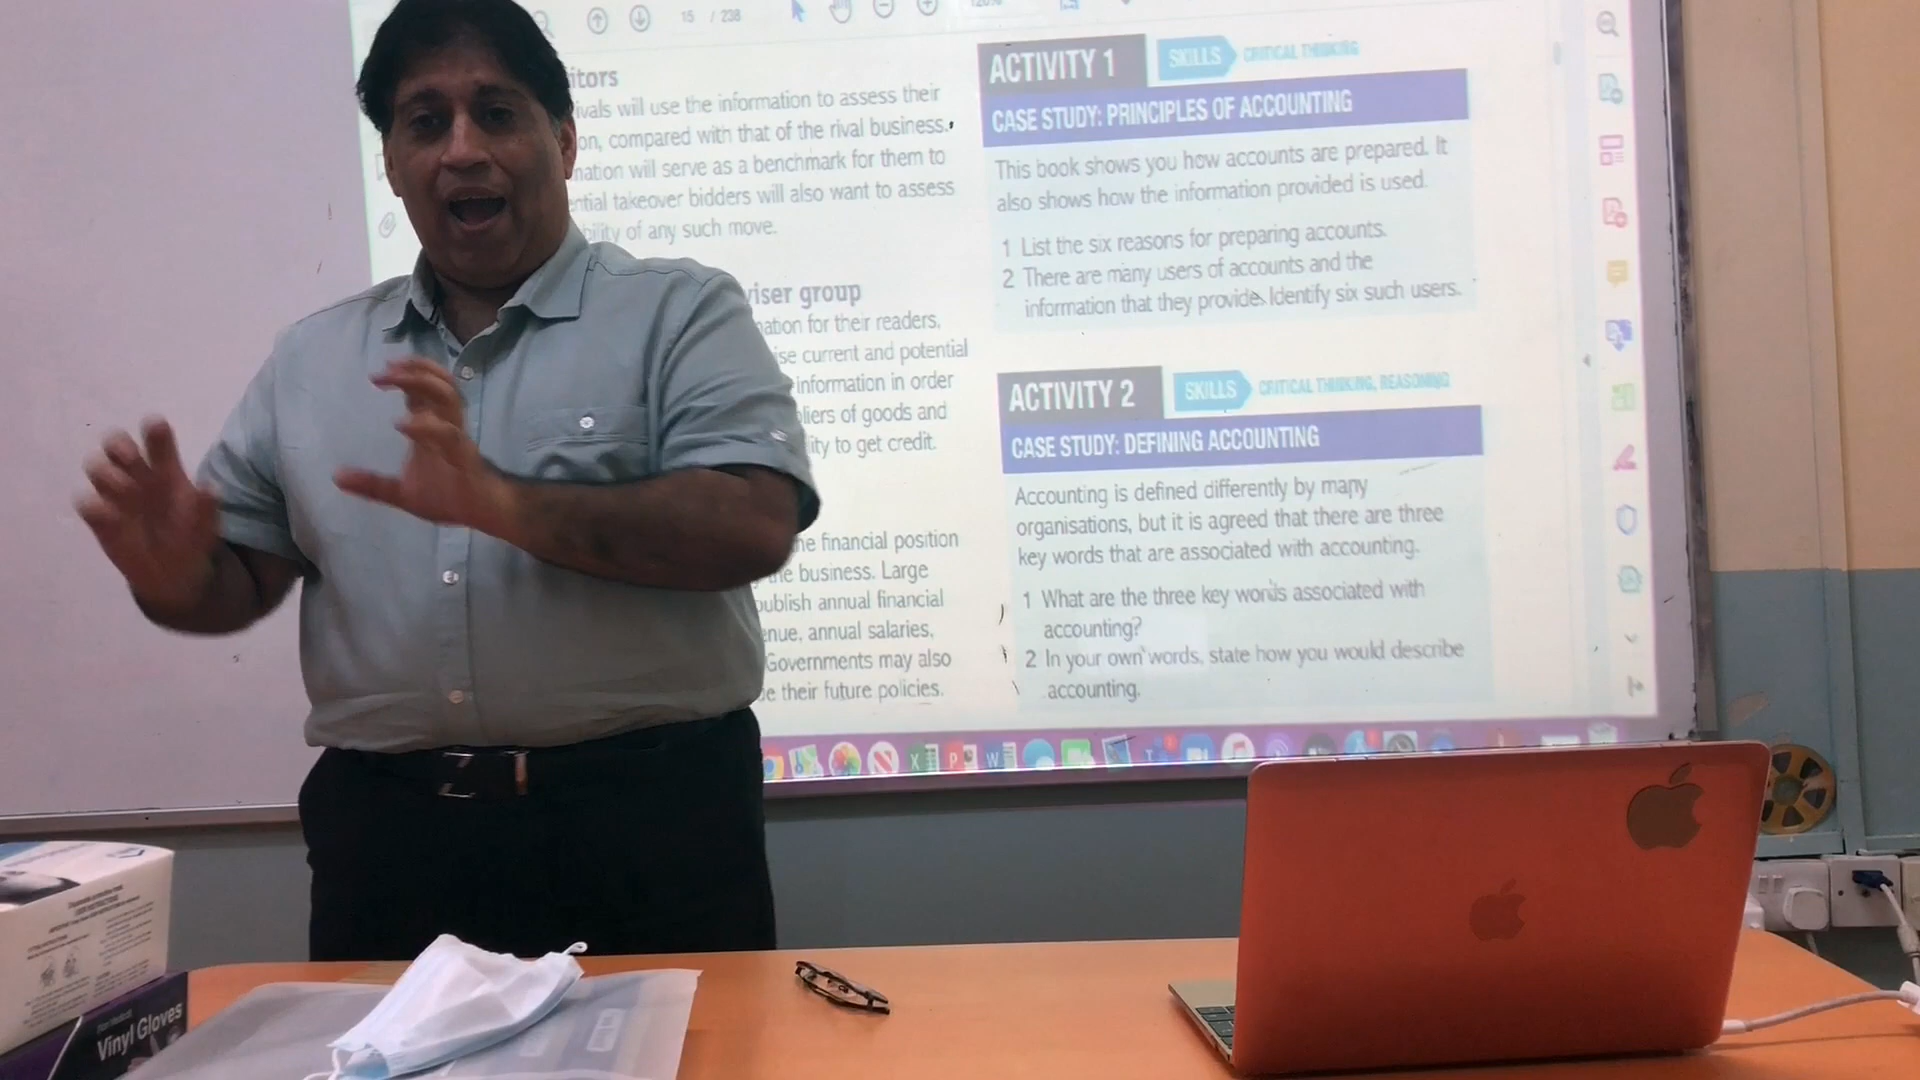 15 / 238
itors
ivals will use the information to assess their
on, compared with that of the rival business.
nation will serve as a benchmark for them to
ential takeover bidders will also want to assess
bility of any such move.
viser group
nation for their readers,
ise current and potential
information in order
liers of goods and
lity to get credit.
he financial position
the business. Large
publish annual financial
enue, annual salaries,
Governments may also
be their future policies.
ACTIVITY 1
SKILLS CRITICAL THINKING
CASE STUDY: PRINCIPLES OF ACCOUNTING
This book shows you how accounts are prepared. It
also shows how the information provided is used.
1 List the six reasons for preparing accounts.
2 There are many users of accounts and the
information that they provide. Identify six such users.
ACTIVITY 2
SKILLS CRITICAL THINKING, REASONING
CASE STUDY: DEFINING ACCOUNTING
Accounting is defined differently by many
organisations, but it is agreed that there are three
key words that are associated with accounting.
1 What are the three key words associated with
accounting?
2 In your own words, state how you would describe
accounting.
Vinyl Gloves